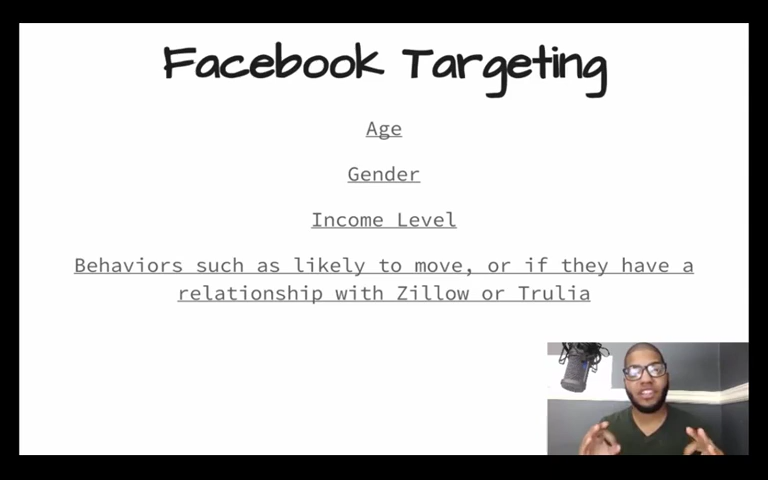 Facebook Targeting
Age
Gender
Income Level
Behaviors such as likely to move, or if they have a
relationship with Zillow or Trulia